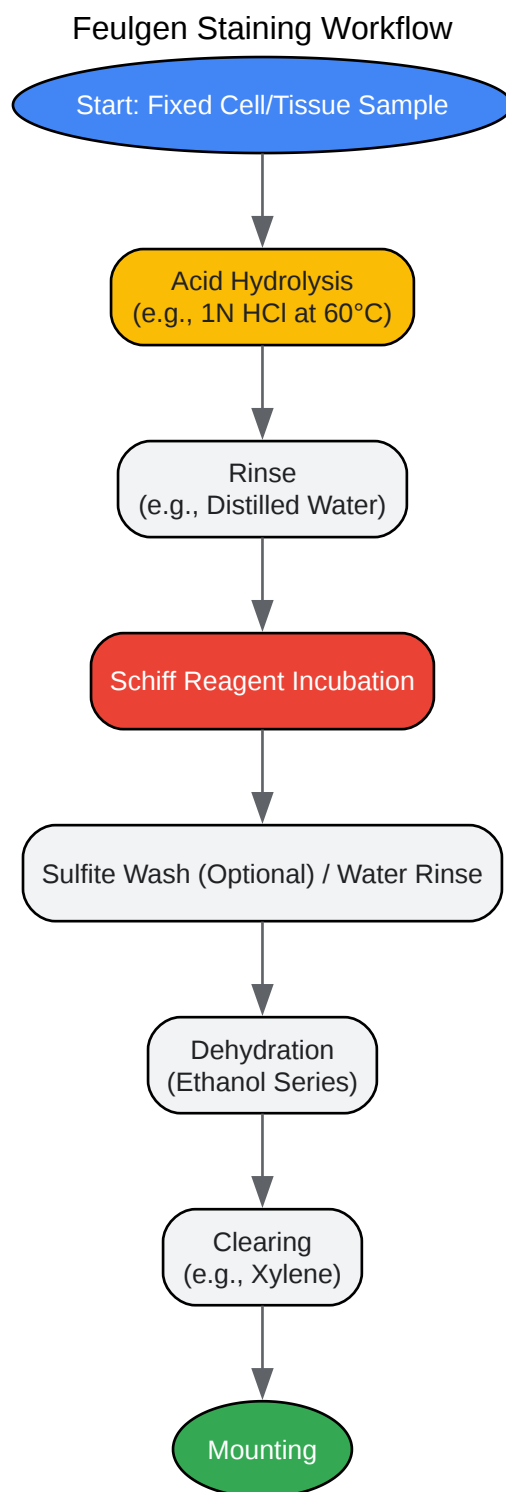 Feulgen Staining Workflow
Start: Fixed Cell/Tissue Sample
Acid Hydrolysis
(e.g., 1N HCl at 60°C)
Rinse
(e.g., Distilled Water)
Schiff Reagent Incubation
Sulfite Wash (Optional) / Water Rinse
Dehydration
(Ethanol Series)
Clearing
(e.g., Xylene)
Mounting